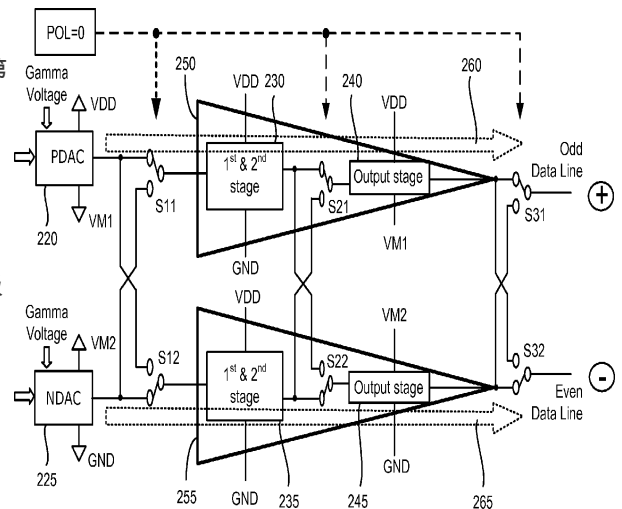 POL=0
Gamma
Voltage
VDD
250
230
240
260
VDD
VDD
PDAC
1st & 2nd
stage
Output stage
Odd
Data Line
+
S11
S21
S31
220
VM1
VM1
GND
Gamma
Voltage
VM2
VDD
VM2
S12
S22
S32
NDAC
1st & 2nd
stage
Output stage
-
Even
Data Line
GND
225
255
GND
235
245
GND
265